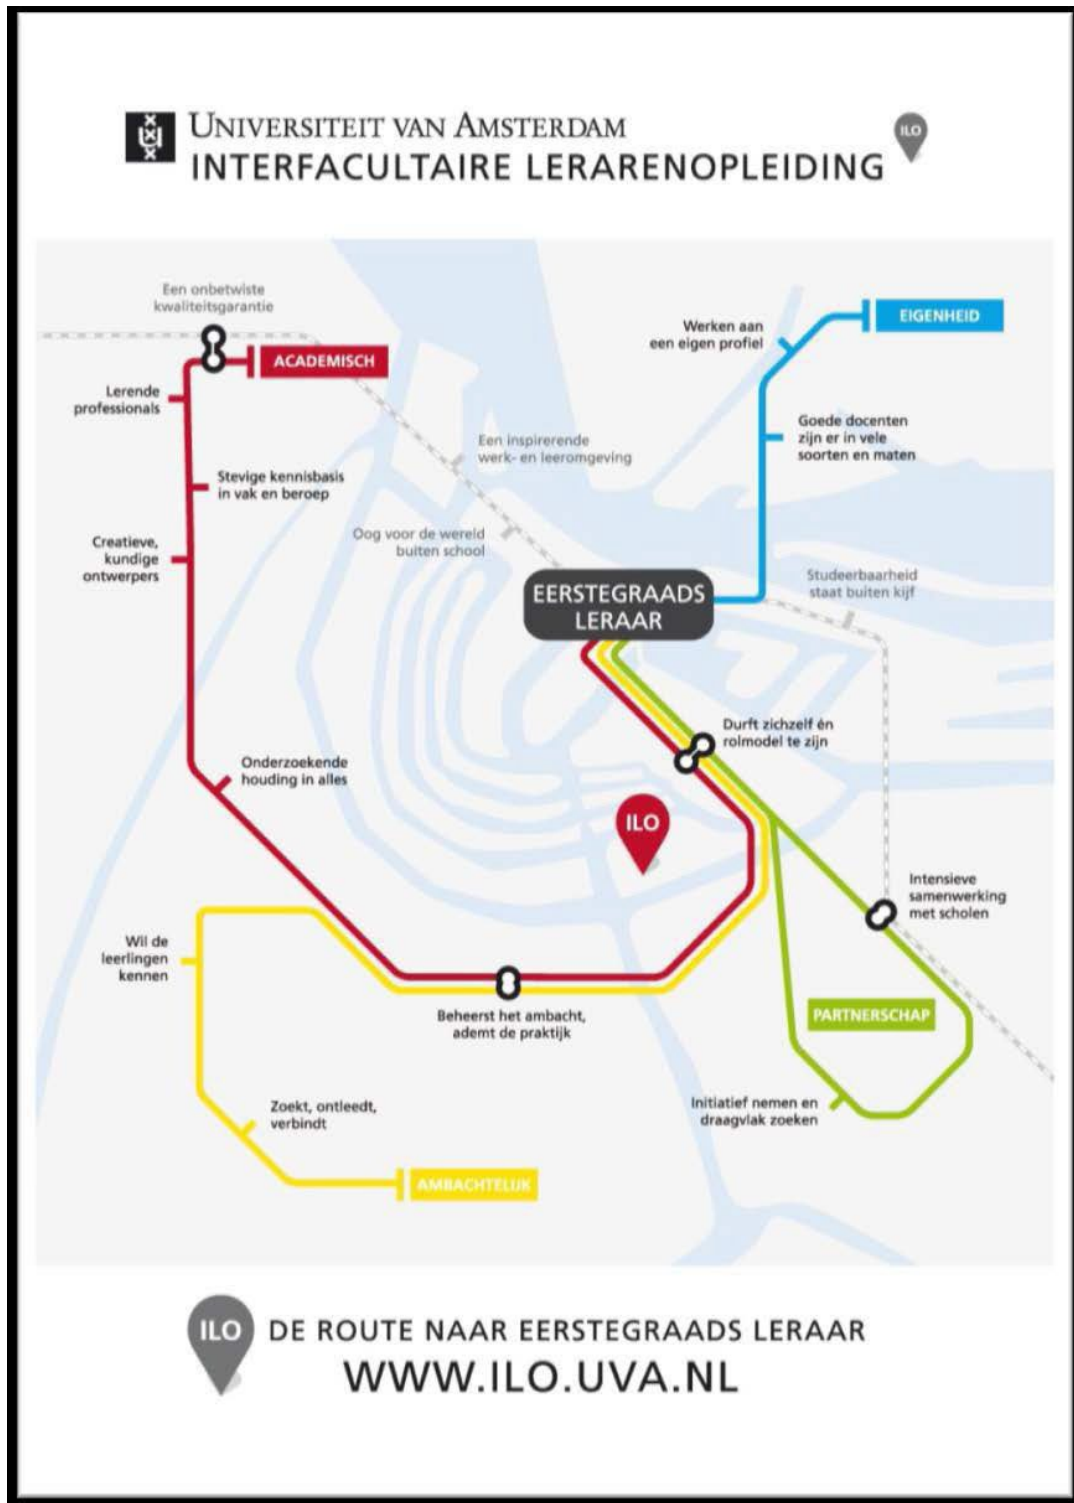 UNIVERSITEIT VAN AMSTERDAM
INTERFACULTAIRE LERARENOPLEIDING
ILO
Een onbetwiste
kwaliteitsgarantie
ACADEMISCH
Lerende
professionals
Stevige kennisbasis
in vak en beroep
Creatieve,
kundige
ontwerpers
Een inspirerende
werk- en leeromgeving
Oog voor de wereld
buiten school
Werken aan
een eigen profiel
EIGENHEID
Goede docenten
zijn er in vele
soorten en maten
EERSTEGRAADS
LERAAR
Studeerbaarheid
staat buiten kijf
Durft zichzelf én
rolmodel te zijn
Onderzoekende
houding in alles
ILO
Intensieve
samenwerking
met scholen
Wil de
leerlingen
kennen
Beheerst het ambacht,
ademt de praktijk
PARTNERSCHAP
Initiatief nemen en
draagvlak zoeken
Zoekt, ontleedt,
verbindt
AMBACHTELIJK
ILO
DE ROUTE NAAR EERSTEGRAADS LERAAR
WWW.ILO.UVA.NL